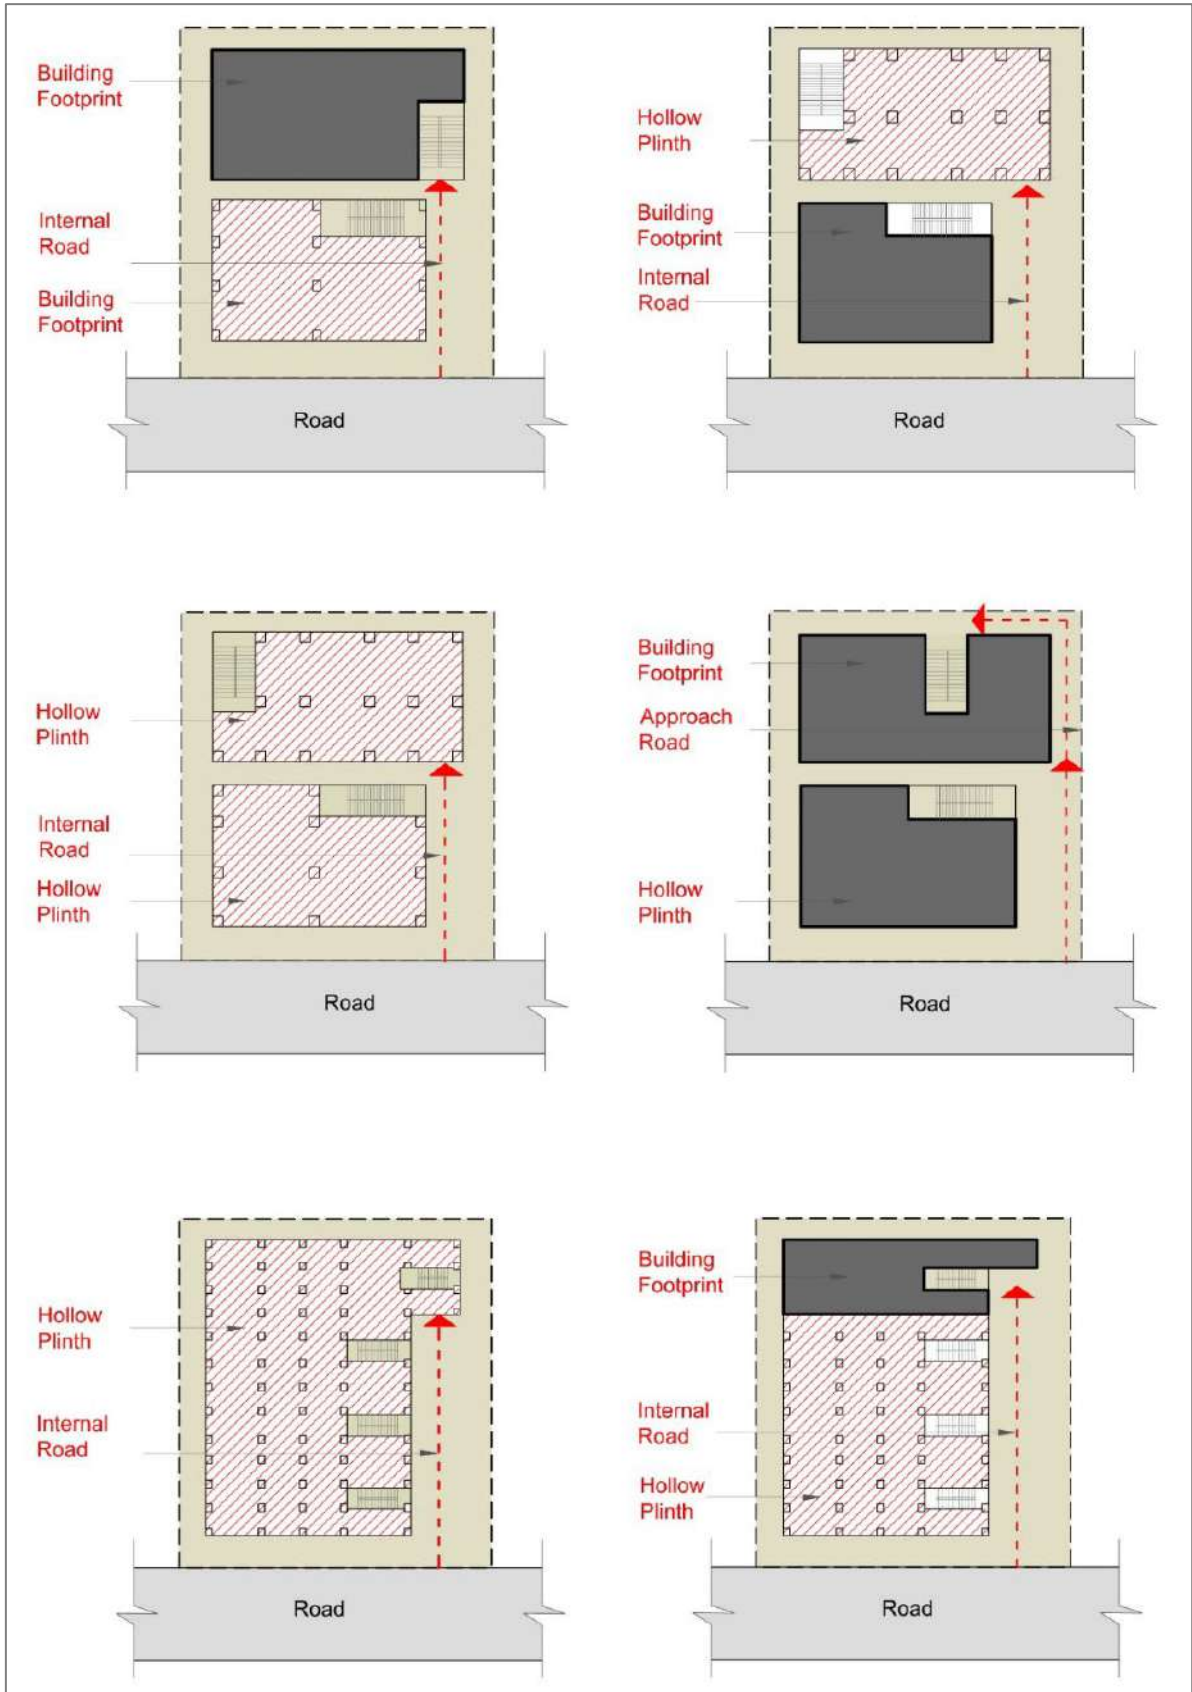 Building
Footprint
Internal
Road
Building
Footprint
Road
Hollow
Plinth
Building
Footprint
Internal
Road
Road
Hollow
Plinth
Internal
Road
Hollow
Plinth
Road
Building
Footprint
Approach
Road
Hollow
Plinth
Road
Hollow
Plinth
Internal
Road
Road
Building
Footprint
Internal
Road
Hollow
Plinth
Road